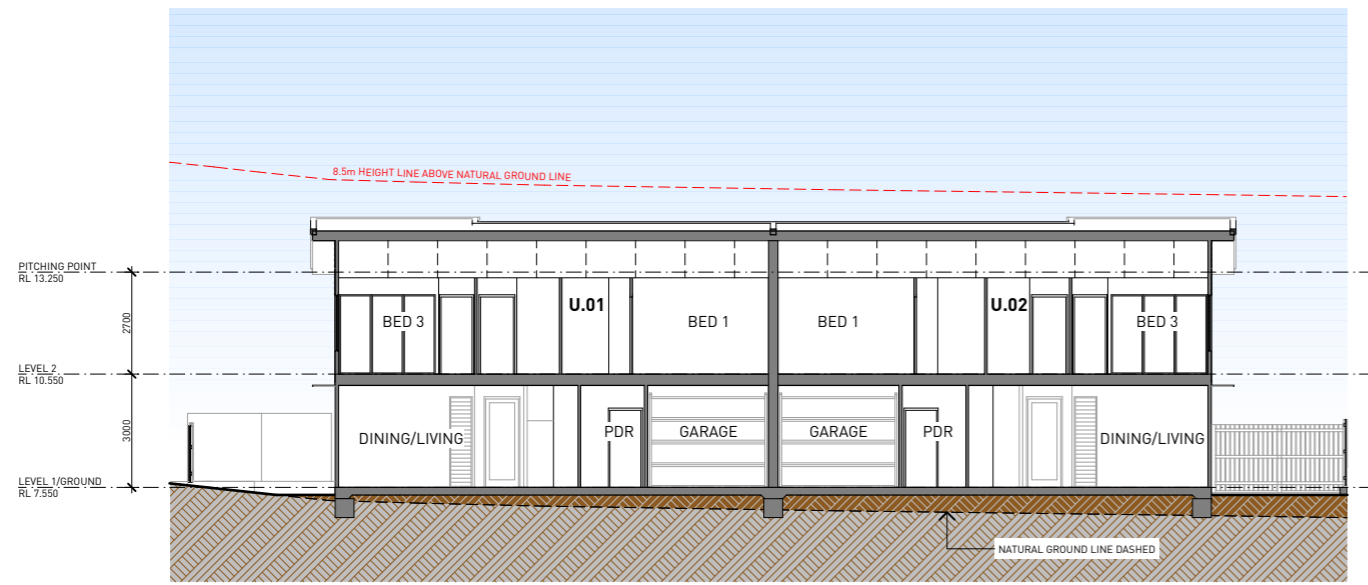 8.5m HEIGHT LINE ABOVE NATURAL GROUND LINE
PITCHING POINT
RL 13.250
2700
U.01
U.02
BED 3
BED 1
BED 1
BED 3
LEVEL 2
RL 10.550
3000
DINING/LIVING
PDR
GARAGE
GARAGE
PDR
DINING/LIVING
LEVEL 1/GROUND
RL 7.550
NATURAL GROUND LINE DASHED